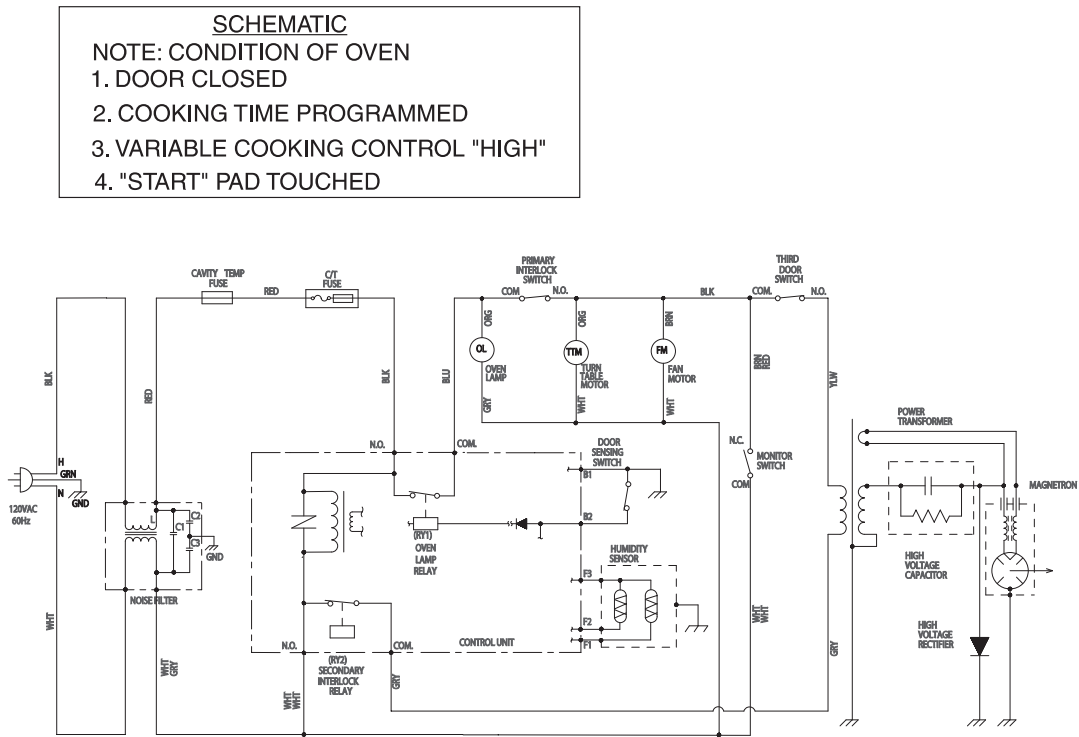 SCHEMATIC
NOTE: CONDITION OF OVEN
1. DOOR CLOSED
2. COOKING TIME PROGRAMMED
3. VARIABLE COOKING CONTROL "HIGH"
4. "START" PAD TOUCHED
CAVITY TEMP
FUSE
RED
C/T
FUSE
PRIMARY
INTERLOCK
SWITCH
COM
N.O.
BLK
THIRD
DOOR
SWITCH
COM.
N.O.
BLK
RED
BLK
BLU
ORG
OL
OVEN
LAMP
GRY
ORG
TTM
TURN
TABLE
MOTOR
WHT
BRN
FM
FAN
MOTOR
WHT
BRN
RED
YLW
POWER
TRANSFORMER
N.O.
COM.
DOOR
SENSING
SWITCH
N.C.
MONITOR
SWITCH
COM
H
GRN
N
GND
120VAC
60Hz
B1
B2
MAGNETRON
L
C1
C2
C3
GND
NOISE FILTER
(RY1)
OVEN
LAMP
RELAY
HUMIDITY
SENSOR
F3
F2
F1
HIGH
VOLTAGE
CAPACITOR
HIGH
VOLTAGE
RECTIFIER
WHT
WHT
GRY
N.O.
(RY2)
SECONDARY
INTERLOCK
RELAY
COM.
CONTROL UNIT
WHT
WHT
GRY
WHT
WHT
GRY